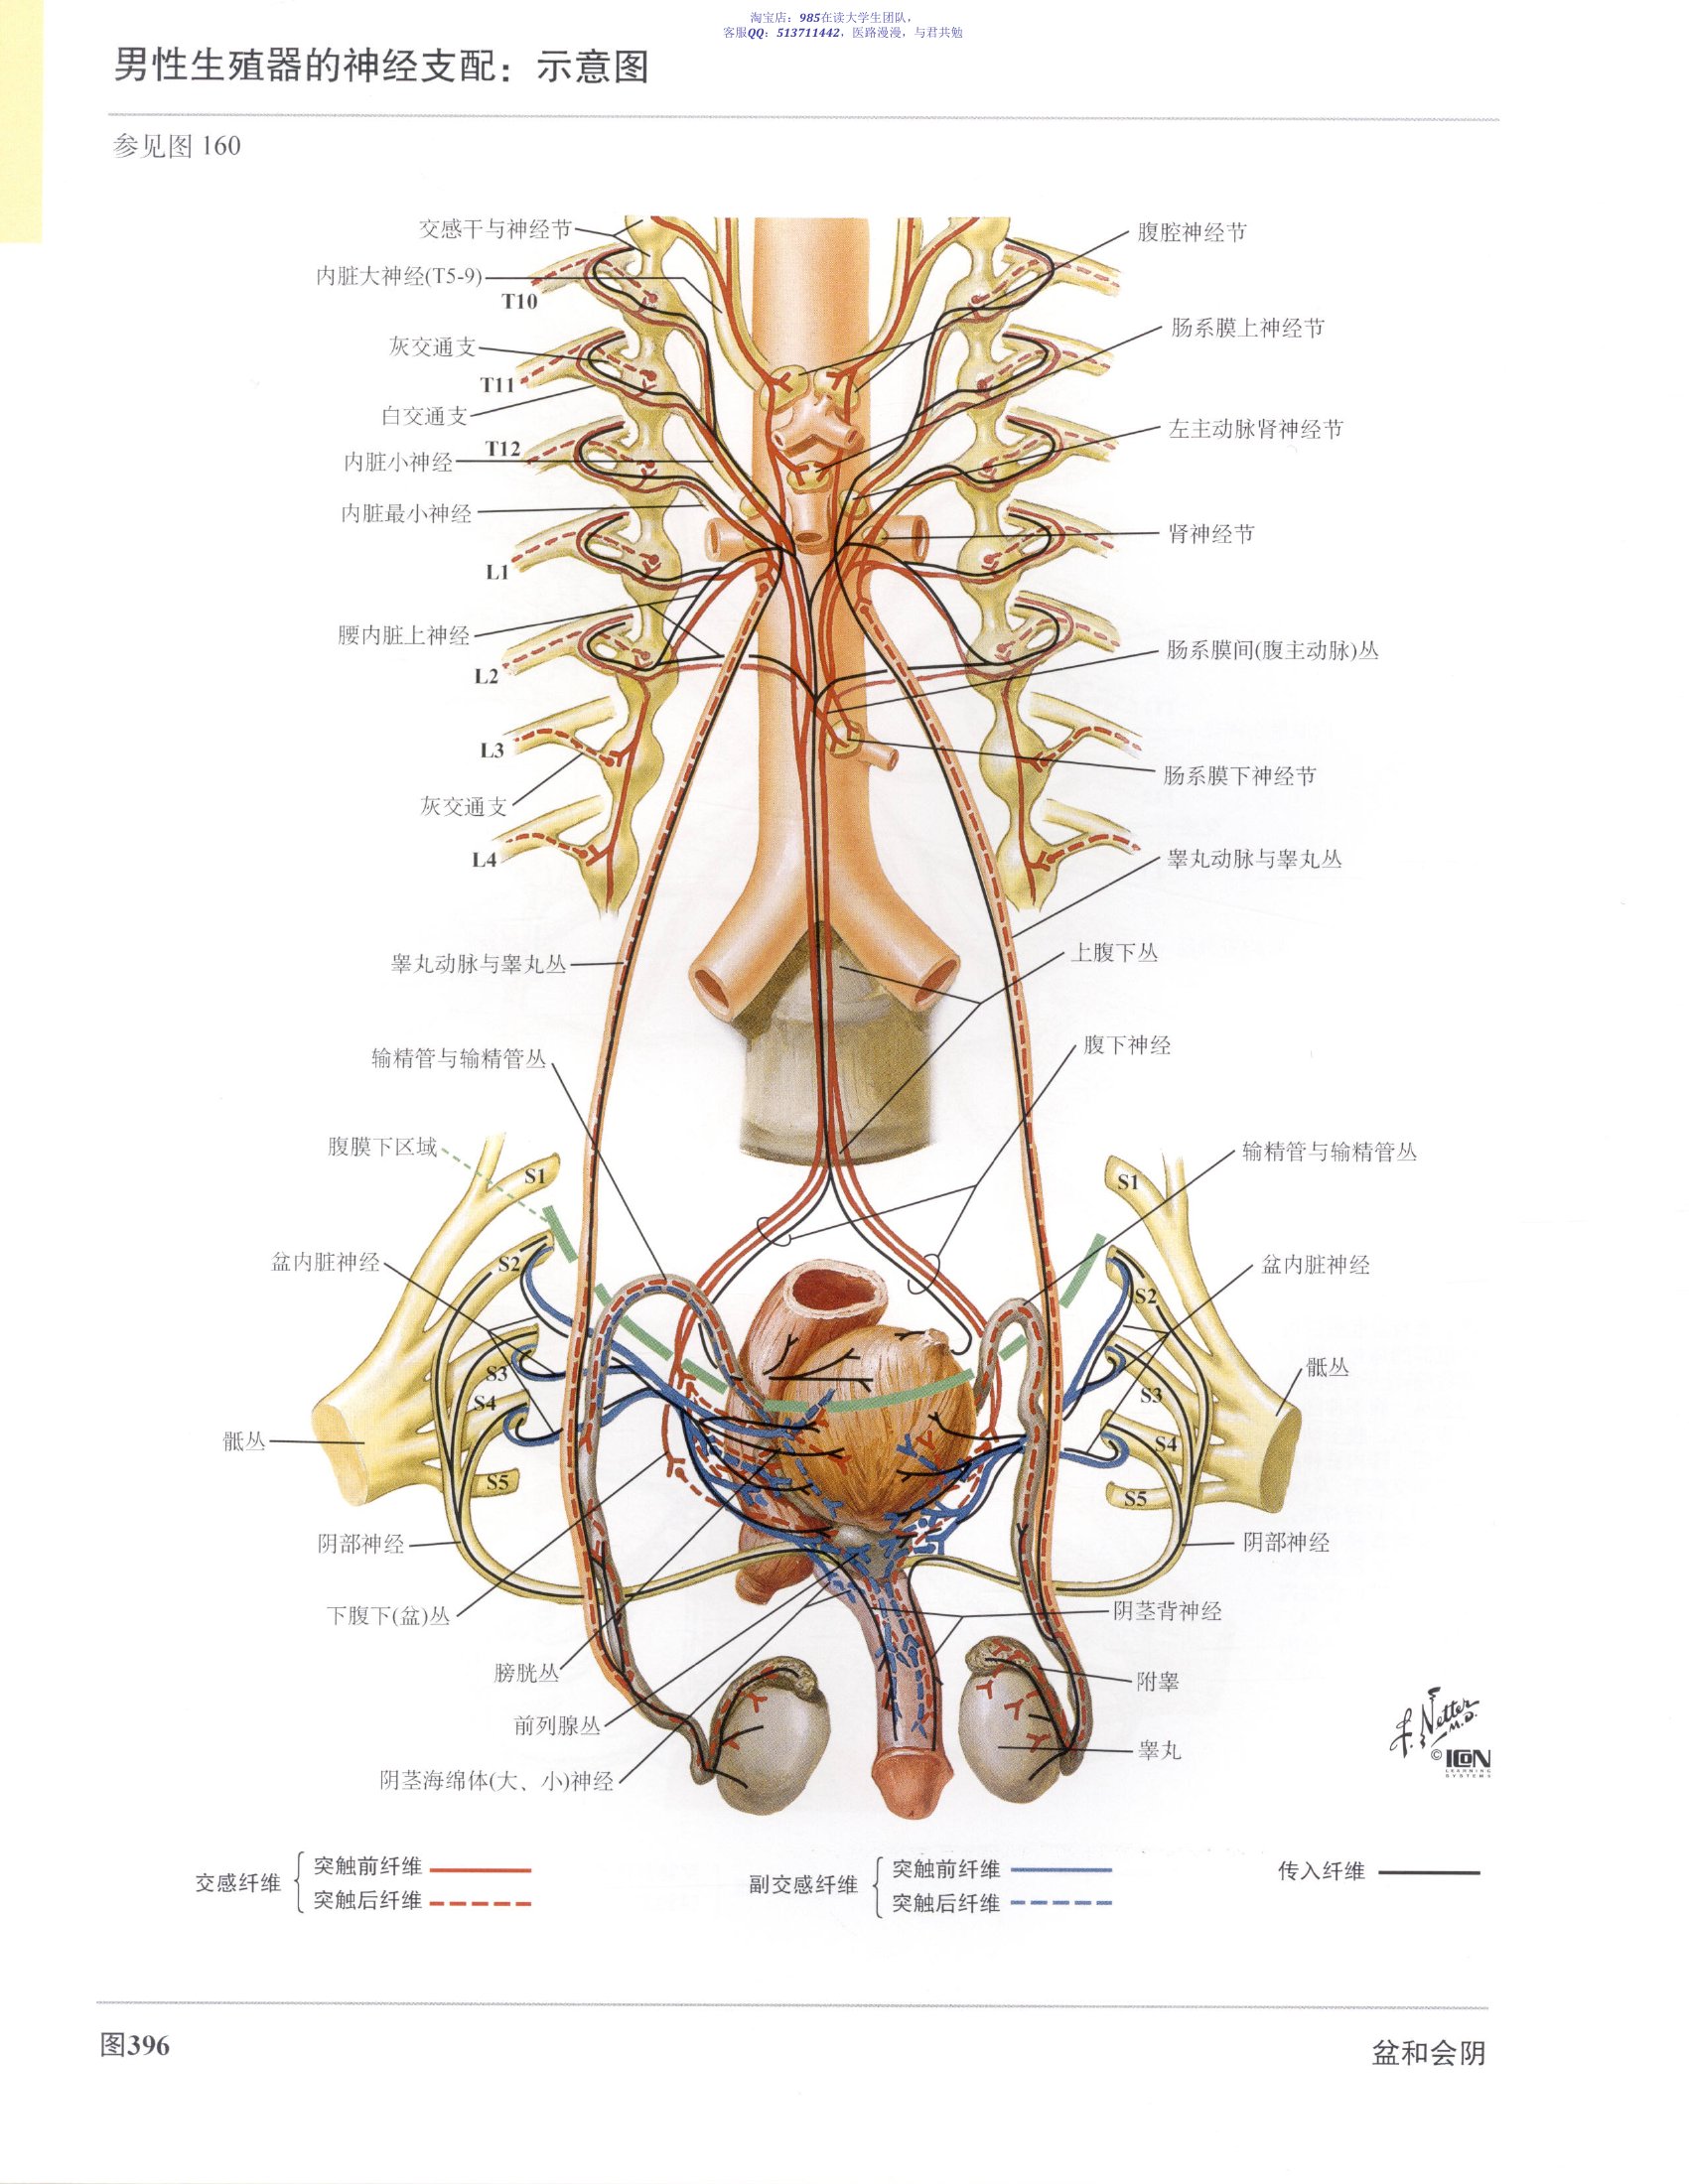 淘宝店：985在读大学生团队，
客服QQ：513711442，医路漫漫，与君共勉
男性生殖器的神经支配：示意图
参见图 160
交感干与神经节
内脏大神经(T5-9)
T10
灰交通支
T11
白交通支
T12
内脏小神经
内脏最小神经
L1
腰内脏上神经
L2
L3
灰交通支
L4
睾丸动脉与睾丸丛
输精管与输精管丛
腹膜下区域
S1
盆内脏神经
S2
S3
S4
骶丛
S5
阴部神经
下腹下(盆)丛
膀胱丛
前列腺丛
阴茎海绵体(大、小)神经
腹腔神经节
肠系膜上神经节
左主动脉肾神经节
肾神经节
肠系膜间(腹主动脉)丛
肠系膜下神经节
睾丸动脉与睾丸丛
上腹下丛
腹下神经
输精管与输精管丛
S1
盆内脏神经
S2
骶丛
S3
S4
S5
阴部神经
阴茎背神经
附睾
睾丸
F. Netter
M.D.
© ICON
LEARNING
SYSTEMS
交感纤维
突触前纤维
突触后纤维
副交感纤维
突触前纤维
突触后纤维
传入纤维
图396
盆和会阴